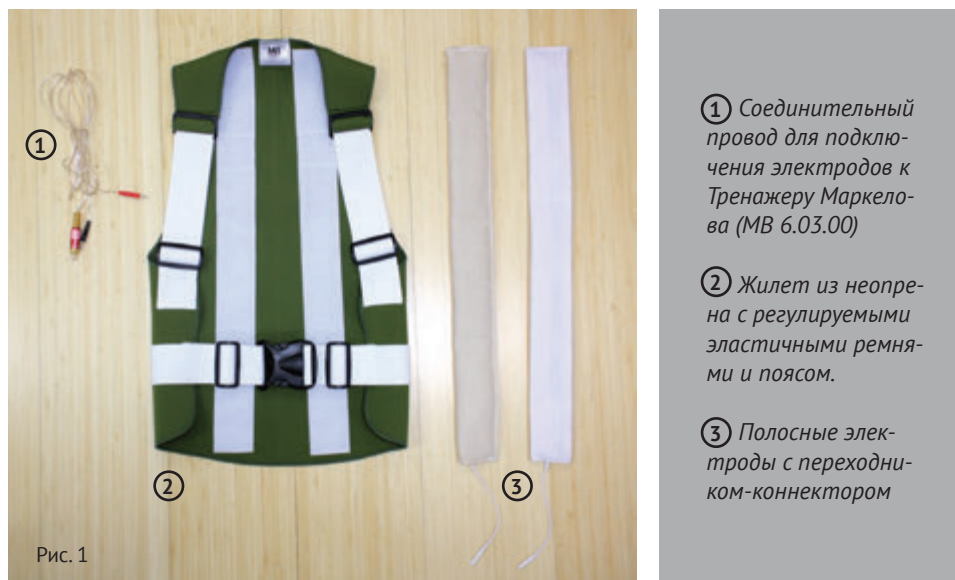 1
2
3
Рис. 1
1 Соединительный
провод для подклю-
чения электродов к
Тренажеру Маркело-
ва (МВ 6.03.00)
2 Жилет из неопре-
на с регулируемыми
эластичными ремня-
ми и поясом.
3 Полосные элек-
троды с переходни-
ком-коннектором